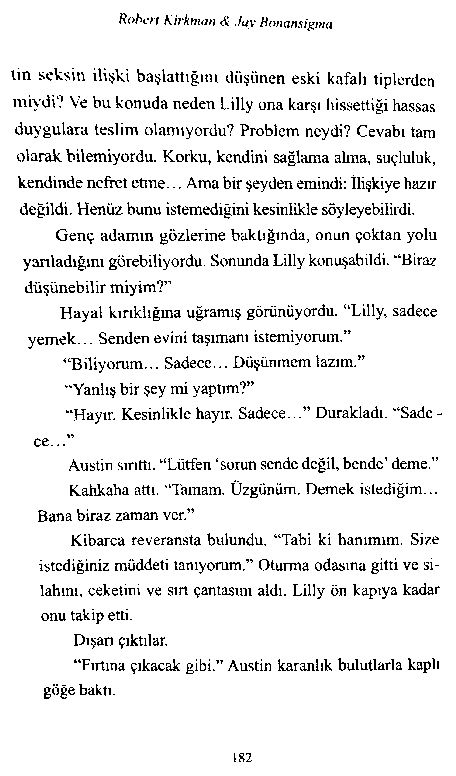 Robert Kirkman & Jay Bonansigma
tin seksin ilişki başlattığını düşünen eski kafalı tiplerden
miydi? Ve bu konuda neden Lilly ona karşı hissettiği hassas
duygulara teslim olamıyordu? Problem neydi? Cevabı tam
olarak bilemiyordu. Korku, kendini sağlama alma, suçluluk,
kendinde nefret etme... Ama bir şeyden emindi: İlişkiye hazır
değildi. Henüz bunu istemediğini kesinlikle söyleyebilirdi.
Genç adamın gözlerine baktığında, onun çoktan yolu
yarıladığını görebiliyordu. Sonunda Lilly konuşabildi. “Biraz
düşünebilir miyim?”
Hayal kırıklığına uğramış görünüyordu. “Lilly, sadece
yemek... Senden evini taşımanı istemiyorum.”
“Biliyorum... Sadece... Düşünmem lazım.”
“Yanlış bir şey mi yaptım?”
“Hayır. Kesinlikle hayır. Sadece...” Durakladı. “Sade-
ce...”
Austin sırıttı. “Lütfen ‘sorun sende değil, bende’ deme.”
Kahkaha attı. “Tamam. Üzgünüm. Demek istediğim...
Bana biraz zaman ver.”
Kibarca reveransta bulundu. “Tabi ki hanımım. Size
istediğiniz müddeti tanıyorum.” Oturma odasına gitti ve si-
lahını, ceketini ve sırt çantasını aldı. Lilly ön kapıya kadar
onu takip etti.
Dışarı çıktılar.
“Fırtına çıkacak gibi.” Austin karanlık bulutlarla kaplı
göğe baktı.
182